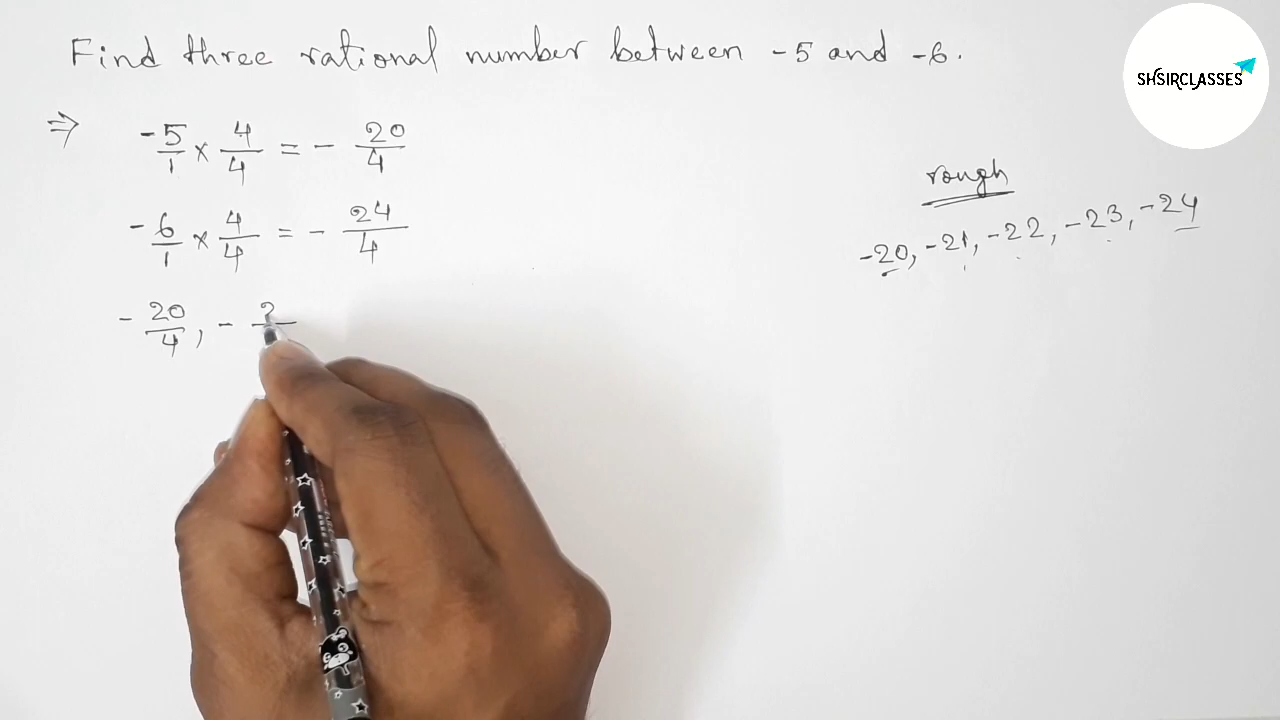 Find three rational number between -5 and -6.
SHSIRCLASSES
⇒ -5/1 × 4/4 = - 20/4
rough
-6/1 × 4/4 = - 24/4
-20, -21, -22, -23, -24
- 20/4, - 2